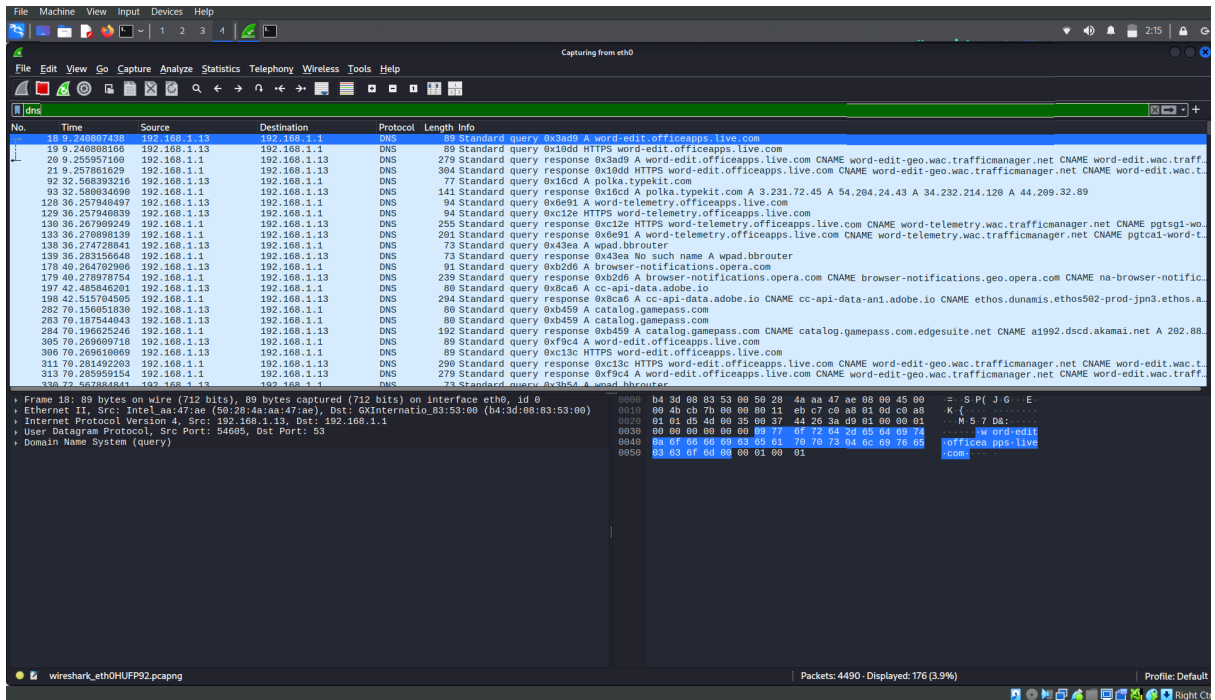 File Machine View Input Devices Help
1 2 3 4 2:15
Capturing from eth0
File Edit View Go Capture Analyze Statistics Telephony Wireless Tools Help
dns
No. Time Source Destination Protocol Length Info
18 9.240807438 192.168.1.13 192.168.1.1 DNS 89 Standard query 0x3ad9 A word-edit.officeapps.live.com
19 9.240808166 192.168.1.13 192.168.1.1 DNS 89 Standard query 0x10dd HTTPS word-edit.officeapps.live.com
20 9.255957160 192.168.1.1 192.168.1.13 DNS 279 Standard query response 0x3ad9 A word-edit.officeapps.live.com CNAME word-edit-geo.wac.trafficmanager.net CNAME word-edit.wac.traff…
21 9.257861629 192.168.1.1 192.168.1.13 DNS 304 Standard query response 0x10dd HTTPS word-edit.officeapps.live.com CNAME word-edit-geo.wac.trafficmanager.net CNAME word-edit.wac.t…
92 32.568393216 192.168.1.13 192.168.1.1 DNS 77 Standard query 0x16cd A polka.typekit.com
93 32.580034690 192.168.1.1 192.168.1.13 DNS 141 Standard query response 0x16cd A polka.typekit.com A 3.231.72.45 A 54.204.24.43 A 34.232.214.120 A 44.209.32.89
128 36.257940497 192.168.1.13 192.168.1.1 DNS 94 Standard query 0x6e91 A word-telemetry.officeapps.live.com
129 36.257940839 192.168.1.13 192.168.1.1 DNS 94 Standard query 0xc12e HTTPS word-telemetry.officeapps.live.com
130 36.267909249 192.168.1.1 192.168.1.13 DNS 255 Standard query response 0xc12e HTTPS word-telemetry.officeapps.live.com CNAME word-telemetry.wac.trafficmanager.net CNAME pgtsg1-wo…
133 36.270898139 192.168.1.1 192.168.1.13 DNS 201 Standard query response 0x6e91 A word-telemetry.officeapps.live.com CNAME word-telemetry.wac.trafficmanager.net CNAME pgtca1-word-t…
138 36.274728841 192.168.1.13 192.168.1.1 DNS 73 Standard query 0x43ea A wpad.bbrouter
139 36.283156648 192.168.1.1 192.168.1.13 DNS 73 Standard query response 0x43ea No such name A wpad.bbrouter
178 40.264702906 192.168.1.13 192.168.1.1 DNS 91 Standard query 0xb2d6 A browser-notifications.opera.com
179 40.278978754 192.168.1.1 192.168.1.13 DNS 239 Standard query response 0xb2d6 A browser-notifications.opera.com CNAME browser-notifications.geo.opera.com CNAME na-browser-notific…
197 42.485846201 192.168.1.13 192.168.1.1 DNS 80 Standard query 0x8ca6 A cc-api-data.adobe.io
198 42.515704505 192.168.1.1 192.168.1.13 DNS 294 Standard query response 0x8ca6 A cc-api-data.adobe.io CNAME cc-api-data-an1.adobe.io CNAME ethos.dunamis.ethos502-prod-jpn3.ethos.a…
282 70.156051830 192.168.1.13 192.168.1.1 DNS 80 Standard query 0xb459 A catalog.gamepass.com
283 70.187544043 192.168.1.13 192.168.1.1 DNS 80 Standard query 0xb459 A catalog.gamepass.com
284 70.196625246 192.168.1.1 192.168.1.13 DNS 192 Standard query response 0xb459 A catalog.gamepass.com CNAME catalog.gamepass.com.edgesuite.net CNAME a1992.dscd.akamai.net A 202.88…
305 70.269609718 192.168.1.13 192.168.1.1 DNS 89 Standard query 0xf9c4 A word-edit.officeapps.live.com
306 70.269610069 192.168.1.13 192.168.1.1 DNS 89 Standard query 0xc13c HTTPS word-edit.officeapps.live.com
311 70.281492203 192.168.1.1 192.168.1.13 DNS 290 Standard query response 0xc13c HTTPS word-edit.officeapps.live.com CNAME word-edit-geo.wac.trafficmanager.net CNAME word-edit.wac.t…
313 70.285959154 192.168.1.1 192.168.1.13 DNS 279 Standard query response 0xf9c4 A word-edit.officeapps.live.com CNAME word-edit-geo.wac.trafficmanager.net CNAME word-edit.wac.traff…
330 72.567884841 192.168.1.13 192.168.1.1 DNS 73 Standard query 0x3b54 A wpad.bbrouter
Frame 18: 89 bytes on wire (712 bits), 89 bytes captured (712 bits) on interface eth0, id 0
Ethernet II, Src: Intel_aa:47:ae (50:28:4a:aa:47:ae), Dst: GXInternatio_83:53:00 (b4:3d:08:83:53:00)
Internet Protocol Version 4, Src: 192.168.1.13, Dst: 192.168.1.1
User Datagram Protocol, Src Port: 54605, Dst Port: 53
Domain Name System (query)
0000 b4 3d 08 83 53 00 50 28 4a aa 47 ae 08 00 45 00 ·=··S·P( J·G···E·
0010 00 4b cb 7b 00 00 80 11 eb c7 c0 a8 01 0d c0 a8 ·K·{···· ········
0020 01 01 d5 4d 00 35 00 37 44 26 3a d9 01 00 00 01 ···M·5·7 D&:·····
0030 00 00 00 00 00 00 09 77 6f 72 64 2d 65 64 69 74 ·······w ord-edit
0040 0a 6f 66 66 69 63 65 61 70 70 73 04 6c 69 76 65 ·officea pps·live
0050 03 63 6f 6d 00 00 01 00 01 ·com···· ·
wireshark_eth0HUFP92.pcapng
Packets: 4490 · Displayed: 176 (3.9%)
Profile: Default
Right Ct